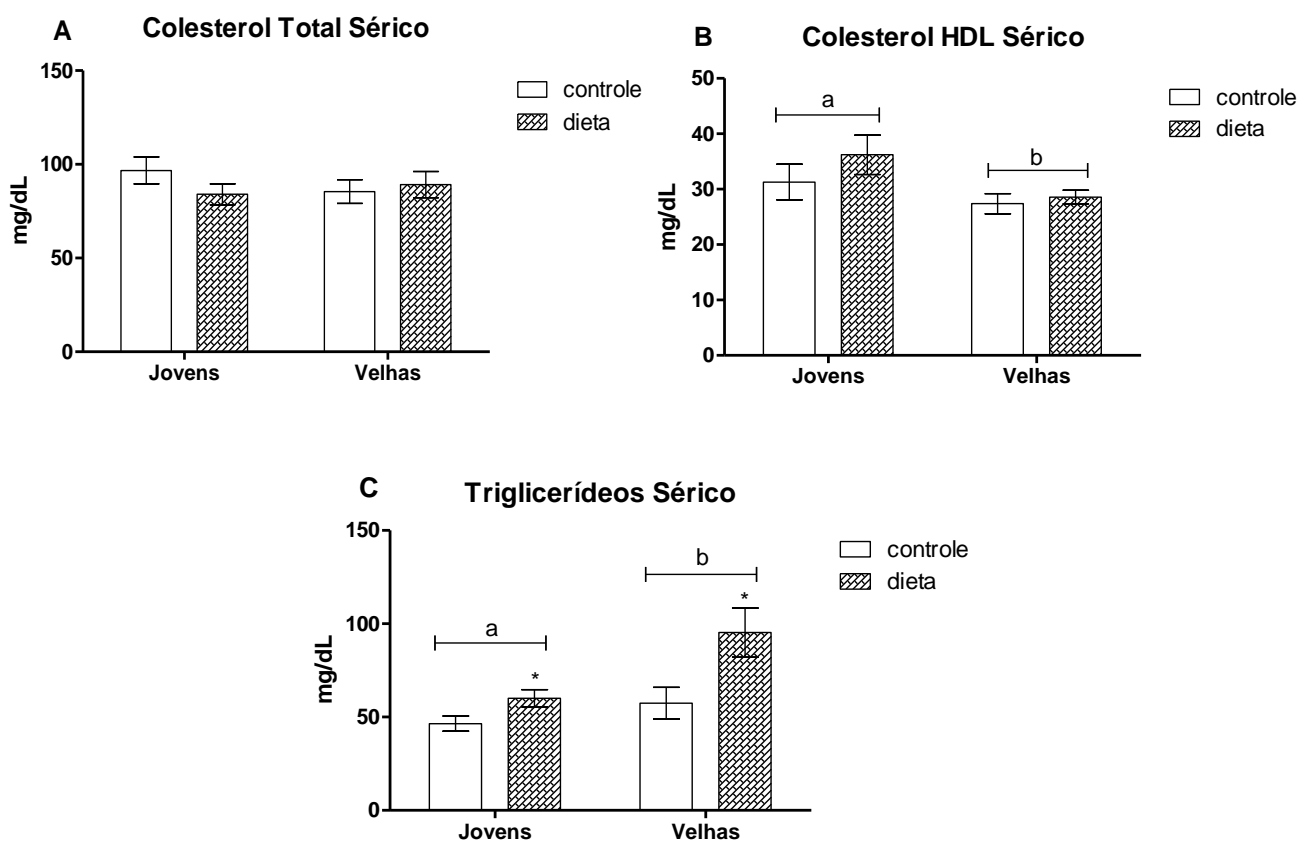 A
Colesterol Total Sérico
150
100
50
0
mg/dL
Jovens
Velhas
controle
dieta
B
Colesterol HDL Sérico
50
40
30
20
10
0
mg/dL
a
b
Jovens
Velhas
controle
dieta
C
Triglicerídeos Sérico
150
100
50
0
mg/dL
a
*
b
*
Jovens
Velhas
controle
dieta